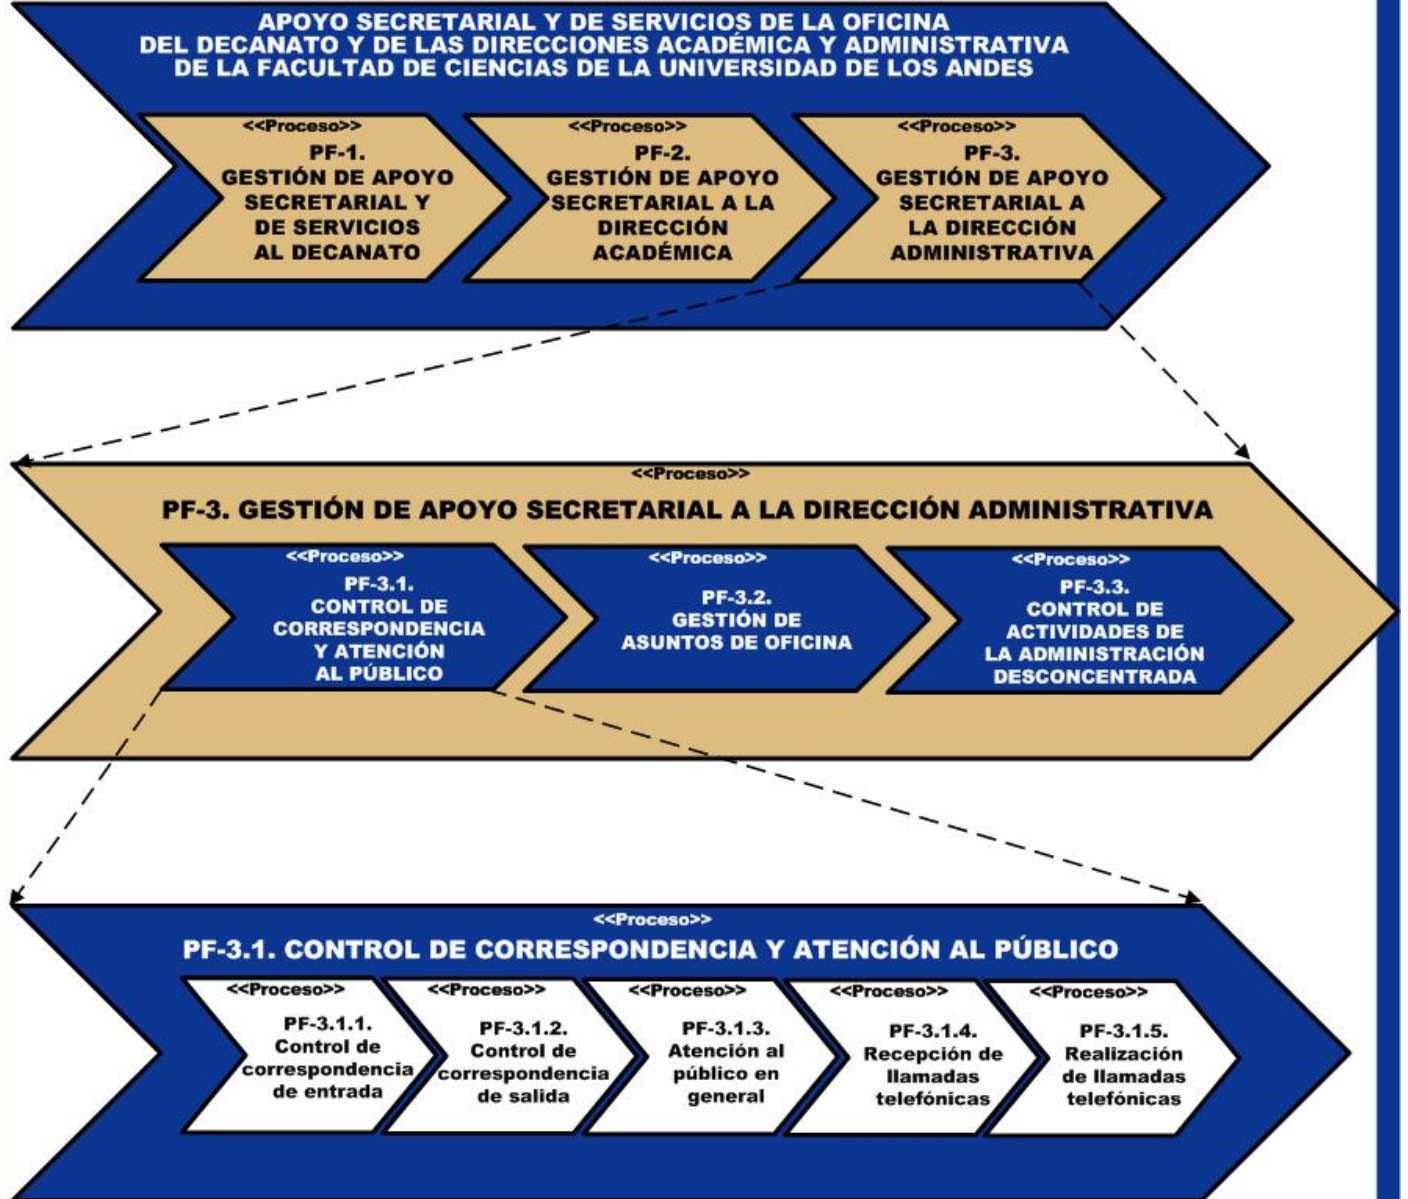 APOYO SECRETARIAL Y DE SERVICIOS DE LA OFICINA
DEL DECANATO Y DE LAS DIRECCIONES ACADÉMICA Y ADMINISTRATIVA
DE LA FACULTAD DE CIENCIAS DE LA UNIVERSIDAD DE LOS ANDES
<<Proceso>>
PF-1.
GESTIÓN DE APOYO
SECRETARIAL Y
DE SERVICIOS
AL DECANATO
<<Proceso>>
PF-2.
GESTIÓN DE APOYO
SECRETARIAL A LA
DIRECCIÓN
ACADÉMICA
<<Proceso>>
PF-3.
GESTIÓN DE APOYO
SECRETARIAL A
LA DIRECCIÓN
ADMINISTRATIVA
<<Proceso>>
PF-3. GESTIÓN DE APOYO SECRETARIAL A LA DIRECCIÓN ADMINISTRATIVA
<<Proceso>>
PF-3.1.
CONTROL DE
CORRESPONDENCIA
Y ATENCIÓN
AL PÚBLICO
<<Proceso>>
PF-3.2.
GESTIÓN DE
ASUNTOS DE OFICINA
<<Proceso>>
PF-3.3.
CONTROL DE
ACTIVIDADES DE
LA ADMINISTRACIÓN
DESCONCENTRADA
<<Proceso>>
PF-3.1. CONTROL DE CORRESPONDENCIA Y ATENCIÓN AL PÚBLICO
<<Proceso>>
PF-3.1.1.
Control de
correspondencia
de entrada
<<Proceso>>
PF-3.1.2.
Control de
correspondencia
de salida
<<Proceso>>
PF-3.1.3.
Atención al
público en
general
<<Proceso>>
PF-3.1.4.
Recepción de
llamadas
telefónicas
<<Proceso>>
PF-3.1.5.
Realización
de llamadas
telefónicas